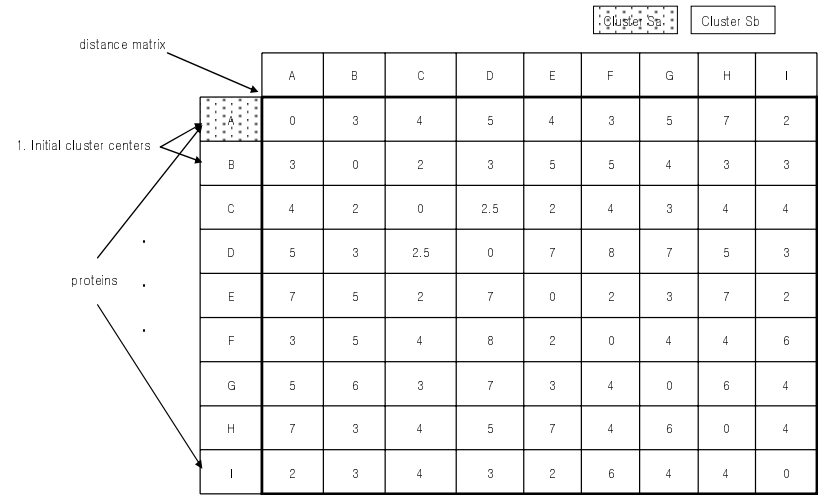 Cluster Sa Cluster Sb
distance matrix
A B C D E F G H I
A 0 3 4 5 4 3 5 7 2
1. Initial cluster centers
B 3 0 2 3 5 5 4 3 3
C 4 2 0 2.5 2 4 3 4 4
D 5 3 2.5 0 7 8 7 5 3
proteins
E 7 5 2 7 0 2 3 7 2
F 3 5 4 8 2 0 4 4 6
G 5 6 3 7 3 4 0 6 4
H 7 3 4 5 7 4 6 0 4
I 2 3 4 3 2 6 4 4 0